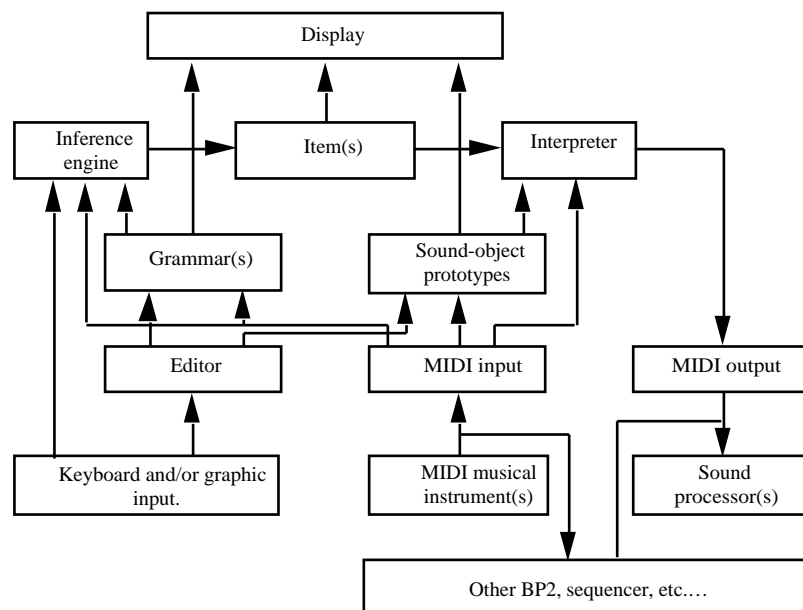 Display
Inference
engine
Item(s)
Interpreter
Grammar(s)
Sound-object
prototypes
Editor
MIDI input
MIDI output
Keyboard and/or graphic
input.
MIDI musical
instrument(s)
Sound
processor(s)
Other BP2, sequencer, etc.…